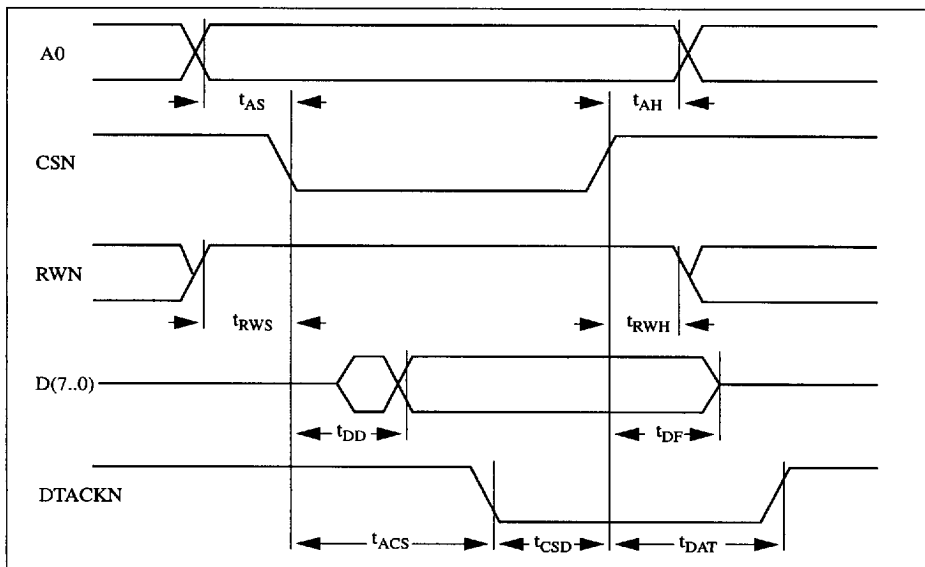 A0
tAS
tAH
CSN
RWN
tRWS
tRWH
D(7..0)
tDD
tDF
DTACKN
tACS
tCSD
tDAT